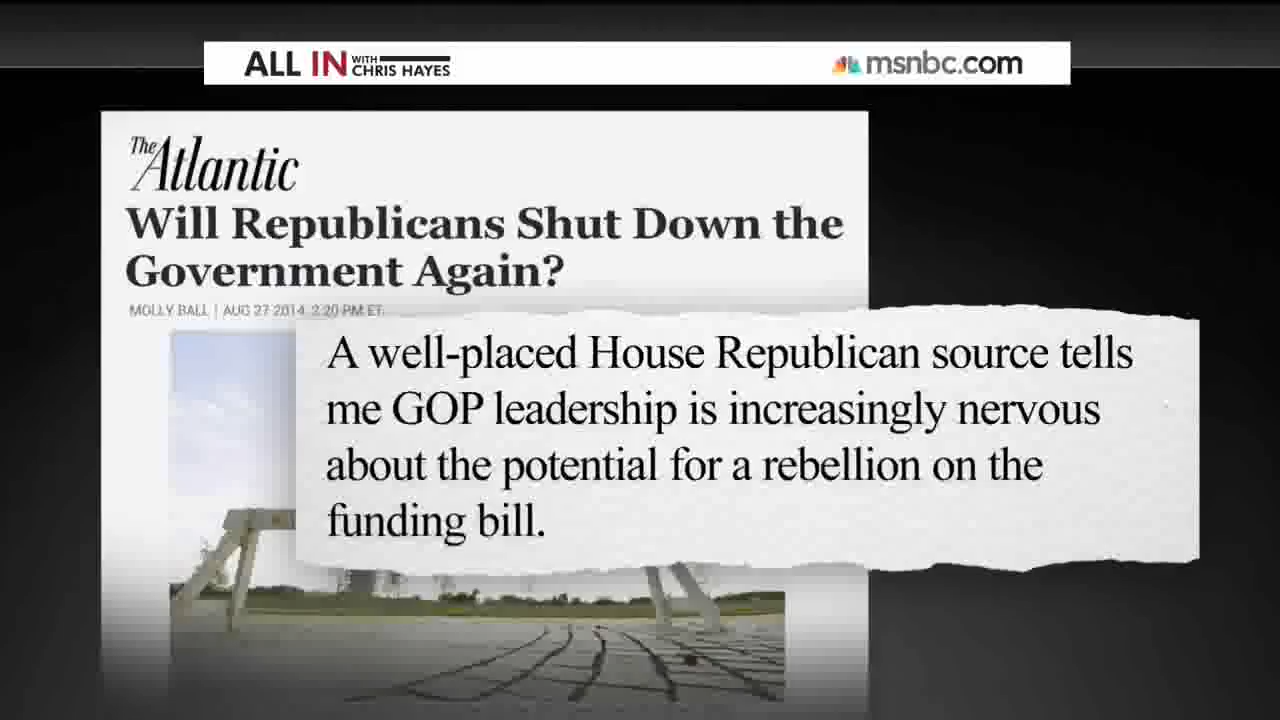 ALL IN WITH CHRIS HAYES
msnbc.com
The Atlantic
Will Republicans Shut Down the
Government Again?
MOLLY BALL | AUG 27 2014, 2:20 PM ET
A well-placed House Republican source tells
me GOP leadership is increasingly nervous
about the potential for a rebellion on the
funding bill.